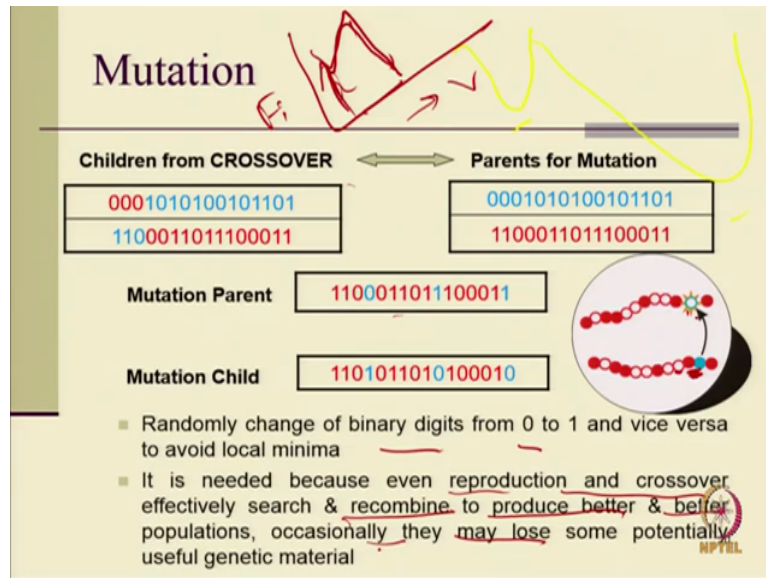 Mutation
Children from CROSSOVER
Parents for Mutation
0001010100101101
0001010100101101
1100011011100011
1100011011100011
Mutation Parent
1100011011100011
Mutation Child
1101011010100010
Randomly change of binary digits from 0 to 1 and vice versa
to avoid local minima
It is needed because even reproduction and crossover
effectively search & recombine to produce better & better
populations, occasionally they may lose some potentially
useful genetic material
NPTEL